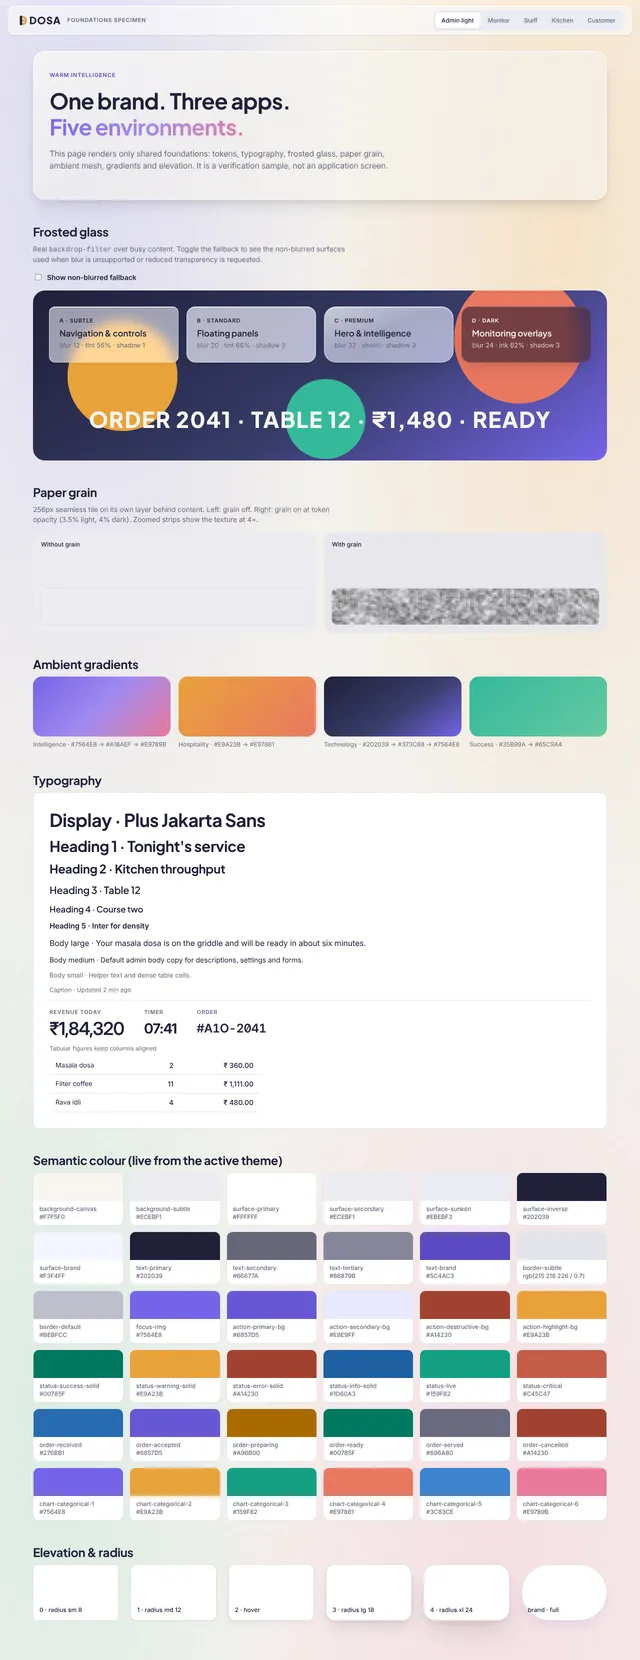 DOSA FOUNDATIONS SPECIMEN
Admin light Monitor Staff Kitchen Customer
WARM INTELLIGENCE
One brand. Three apps.
Five environments.
This page renders only shared foundations: tokens, typography, frosted glass, paper grain,
ambient mesh, gradients and elevation. It is a verification sample, not an application screen.
Frosted glass
Real backdrop-filter over busy content. Toggle the fallback to see the non-blurred surfaces
used when blur is unsupported or reduced transparency is requested.
Show non-blurred fallback
A · SUBTLE
Navigation & controls
blur 12 · tint 56% · shadow 1
B · STANDARD
Floating panels
blur 20 · tint 66% · shadow 2
C · PREMIUM
Hero & intelligence
blur 32 · sheen · shadow 3
D · DARK
Monitoring overlays
blur 24 · ink 62% · shadow 3
ORDER 2041 · TABLE 12 · ₹1,480 · READY
Paper grain
256px seamless tile on its own layer behind content. Left: grain off. Right: grain on at token
opacity (3.5% light, 4% dark). Zoomed strips show the texture at 4×.
Without grain
With grain
Ambient gradients
Intelligence · #7564E8 → #A18AEF → #E9789B
Hospitality · #E9A23B → #E97861
Technology · #202039 → #373C68 → #7564E8
Success · #35B99A → #65C9A4
Typography
Display · Plus Jakarta Sans
Heading 1 · Tonight's service
Heading 2 · Kitchen throughput
Heading 3 · Table 12
Heading 4 · Course two
Heading 5 · Inter for density
Body large · Your masala dosa is on the griddle and will be ready in about six minutes.
Body medium · Default admin body copy for descriptions, settings and forms.
Body small · Helper text and dense table cells.
Caption · Updated 2 min ago
REVENUE TODAY TIMER ORDER
₹1,84,320 07:41 #A1O-2041
Tabular figures keep columns aligned
Masala dosa 2 ₹ 360.00
Filter coffee 11 ₹ 1,111.00
Rava idli 4 ₹ 480.00
Semantic colour (live from the active theme)
background-canvas
#F7F5F0
background-subtle
#ECEBF1
surface-primary
#FFFFFF
surface-secondary
#ECEBF1
surface-sunken
#EBEBF3
surface-inverse
#202039
surface-brand
#F3F4FF
text-primary
#202039
text-secondary
#66677A
text-tertiary
#86879B
text-brand
#5C4AC3
border-subtle
rgb(215 216 226 / 0.7)
border-default
#BEBFCC
focus-ring
#7564E8
action-primary-bg
#6857D5
action-secondary-bg
#E9E9FF
action-destructive-bg
#A14230
action-highlight-bg
#E9A23B
status-success-solid
#00785F
status-warning-solid
#E9A23B
status-error-solid
#A14230
status-info-solid
#1D60A3
status-live
#159F82
status-critical
#C45C47
order-received
#276BB1
order-accepted
#6857D5
order-preparing
#A96B00
order-ready
#00785F
order-served
#696A80
order-cancelled
#A14230
chart-categorical-1
#7564E8
chart-categorical-2
#E9A23B
chart-categorical-3
#159F82
chart-categorical-4
#E97861
chart-categorical-5
#3C83CE
chart-categorical-6
#E9789B
Elevation & radius
0 · radius sm 8
1 · radius md 12
2 · hover
3 · radius lg 18
4 · radius xl 24
brand · full